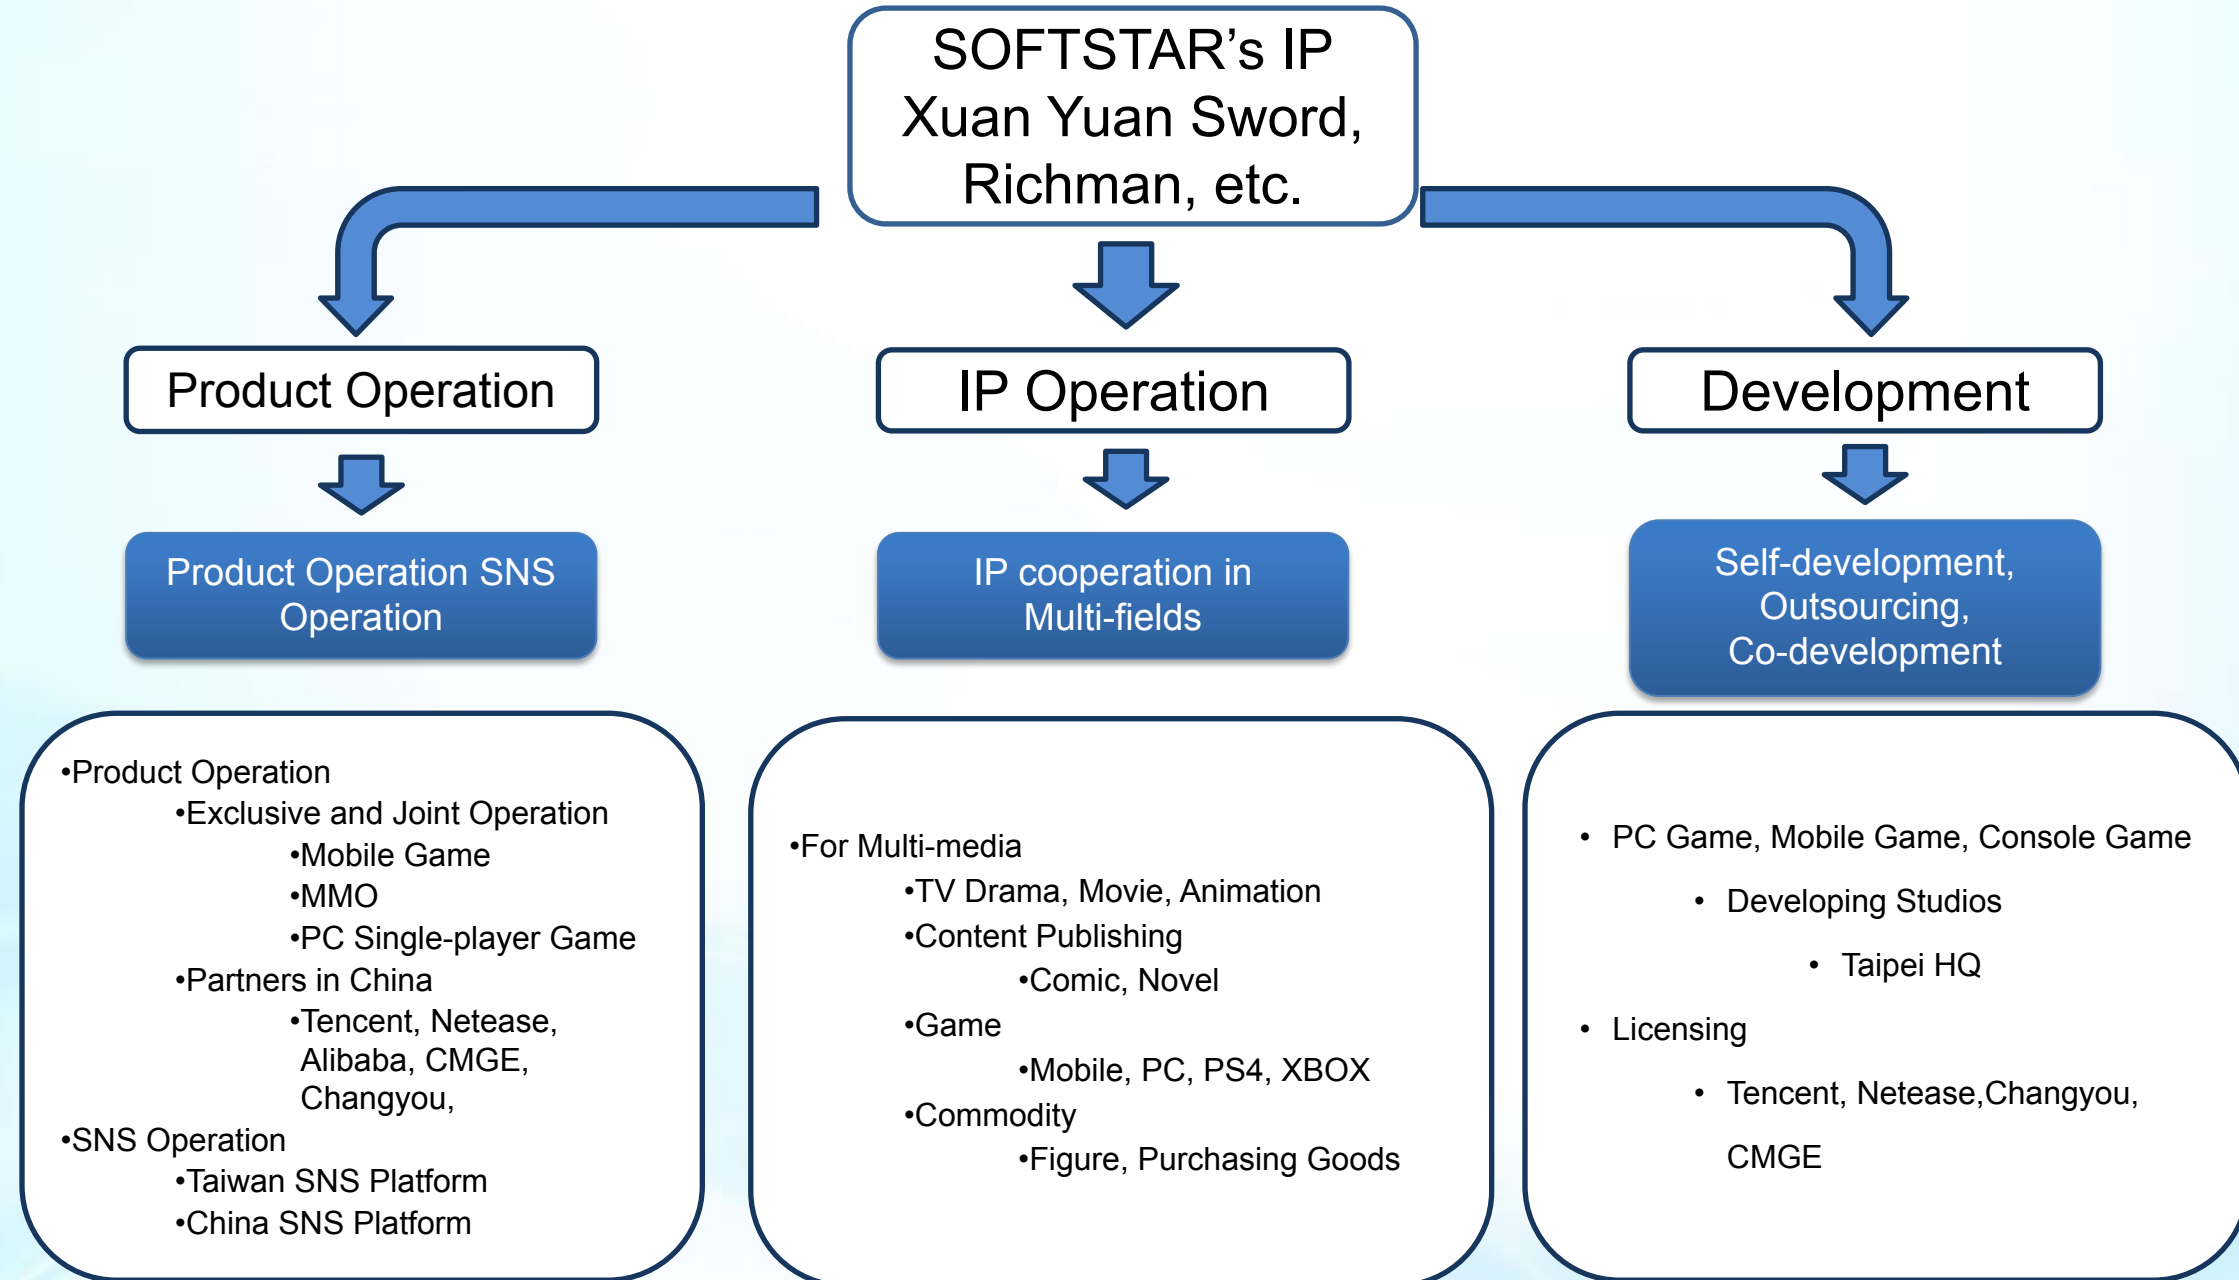 SOFTSTAR’s IP
Xuan Yuan Sword,
Richman, etc.
Product Operation
IP Operation
Development
Product Operation SNS
Operation
IP cooperation in
Multi-fields
Self-development,
Outsourcing,
Co-development
•Product Operation
•Exclusive and Joint Operation
•Mobile Game
•MMO
•PC Single-player Game
•Partners in China
•Tencent, Netease,
Alibaba, CMGE,
Changyou,
•SNS Operation
•Taiwan SNS Platform
•China SNS Platform
•For Multi-media
•TV Drama, Movie, Animation
•Content Publishing
•Comic, Novel
•Game
•Mobile, PC, PS4, XBOX
•Commodity
•Figure, Purchasing Goods
• PC Game, Mobile Game, Console Game
• Developing Studios
• Taipei HQ
• Licensing
• Tencent, Netease,Changyou,
CMGE